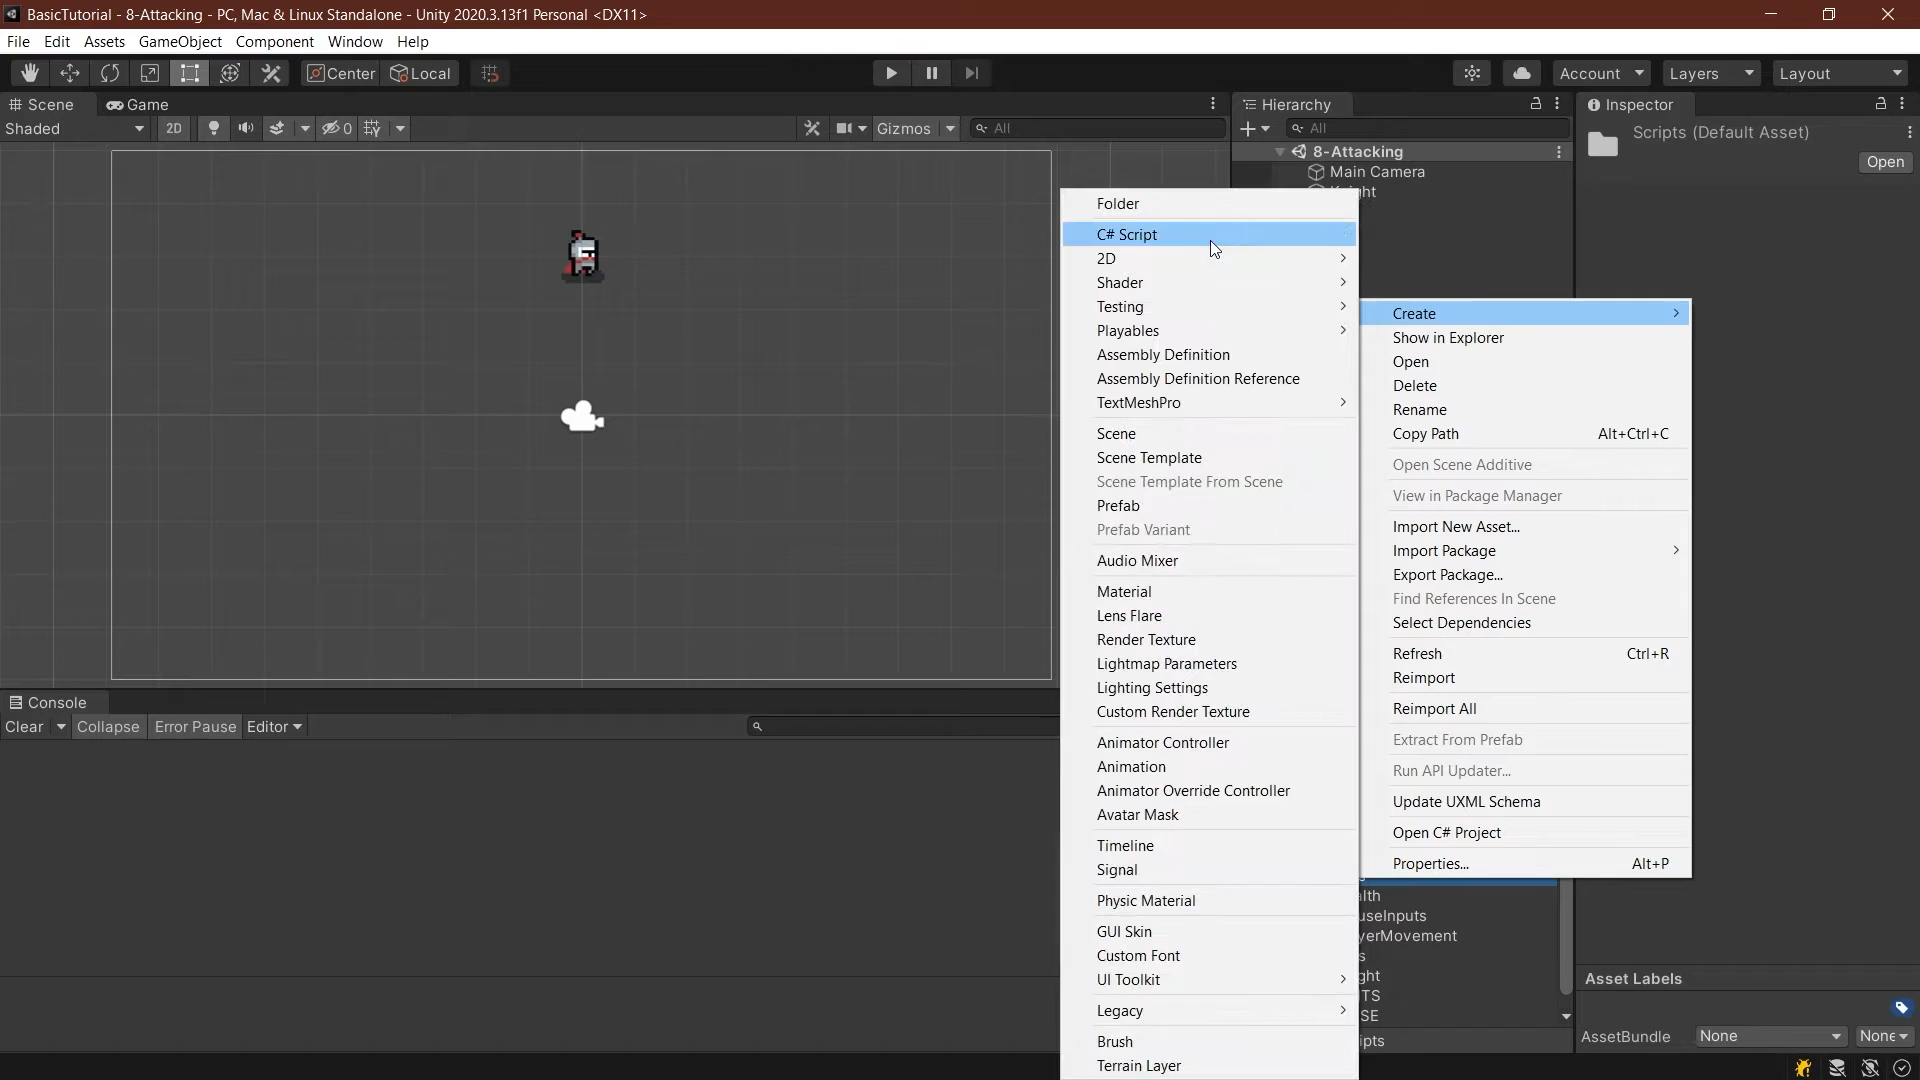 BasicTutorial - 8-Attacking - PC, Mac & Linux Standalone - Unity 2020.3.13f1 Personal <DX11>
File Edit Assets GameObject Component Window Help
Center Local Account Layers Layout
Scene Game
Shaded 2D 0 Gizmos All
Hierarchy
All
8-Attacking
Main Camera
Inspector
Scripts (Default Asset)
Open
Folder
C# Script
2D
Shader
Testing
Playables
Assembly Definition
Assembly Definition Reference
TextMeshPro
Scene
Scene Template
Scene Template From Scene
Prefab
Prefab Variant
Audio Mixer
Material
Lens Flare
Render Texture
Lightmap Parameters
Lighting Settings
Custom Render Texture
Animator Controller
Animation
Animator Override Controller
Avatar Mask
Timeline
Signal
Physic Material
GUI Skin
Custom Font
UI Toolkit
Legacy
Brush
Terrain Layer
Create
Show in Explorer
Open
Delete
Rename
Copy Path Alt+Ctrl+C
Open Scene Additive
View in Package Manager
Import New Asset...
Import Package
Export Package...
Find References In Scene
Select Dependencies
Refresh Ctrl+R
Reimport
Reimport All
Extract From Prefab
Run API Updater...
Update UXML Schema
Open C# Project
Properties... Alt+P
Console
Clear Collapse Error Pause Editor
lth
useInputs
yerMovement
s
ght
TS
SE
ipts
Asset Labels
AssetBundle None None